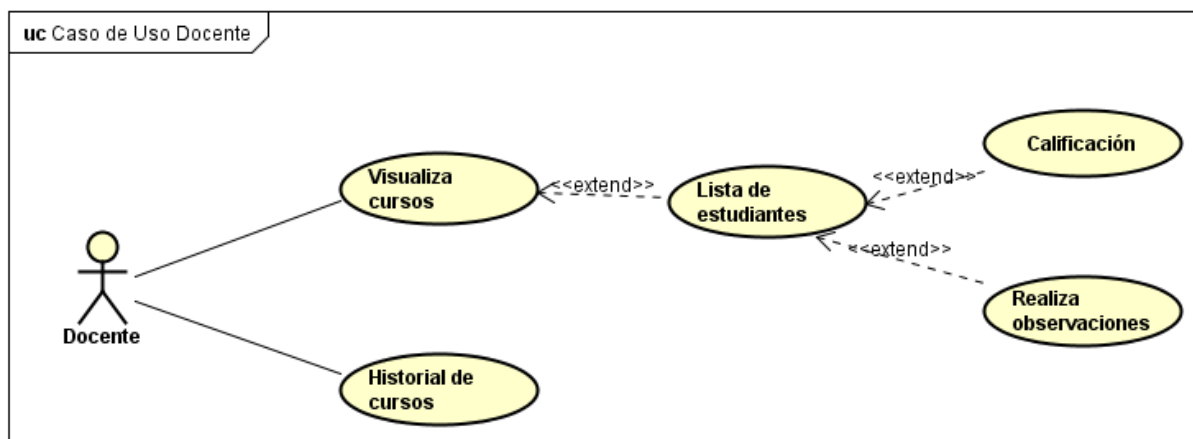 uc Caso de Uso Docente
Calificación
Visualiza
cursos
<<extend>>
Lista de
estudiantes
<<extend>>
<<extend>>
Realiza
observaciones
Docente
Historial de
cursos